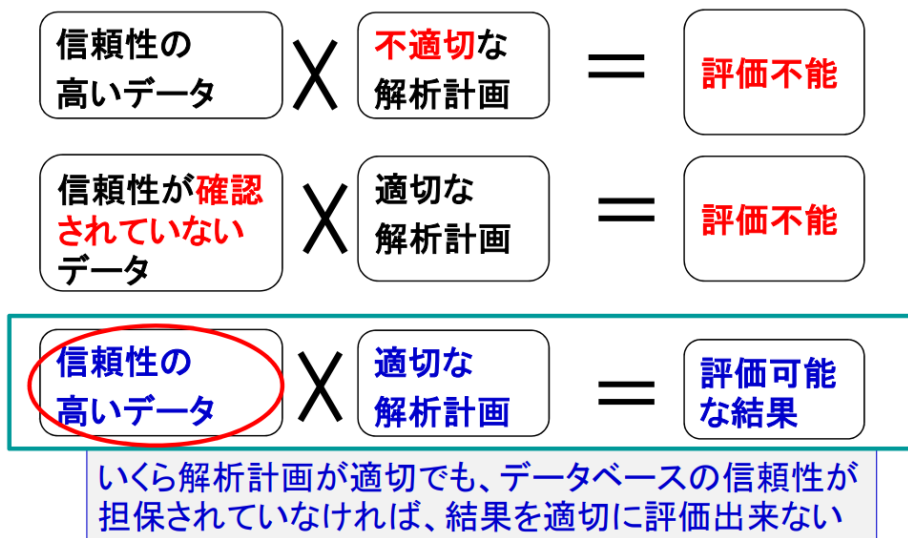 信頼性の
高いデータ
×
不適切な
解析計画
=
評価不能
信頼性が確認
されていない
データ
×
適切な
解析計画
=
評価不能
信頼性の
高いデータ
×
適切な
解析計画
=
評価可能
な結果
いくら解析計画が適切でも、データベースの信頼性が
担保されていなければ、結果を適切に評価出来ない